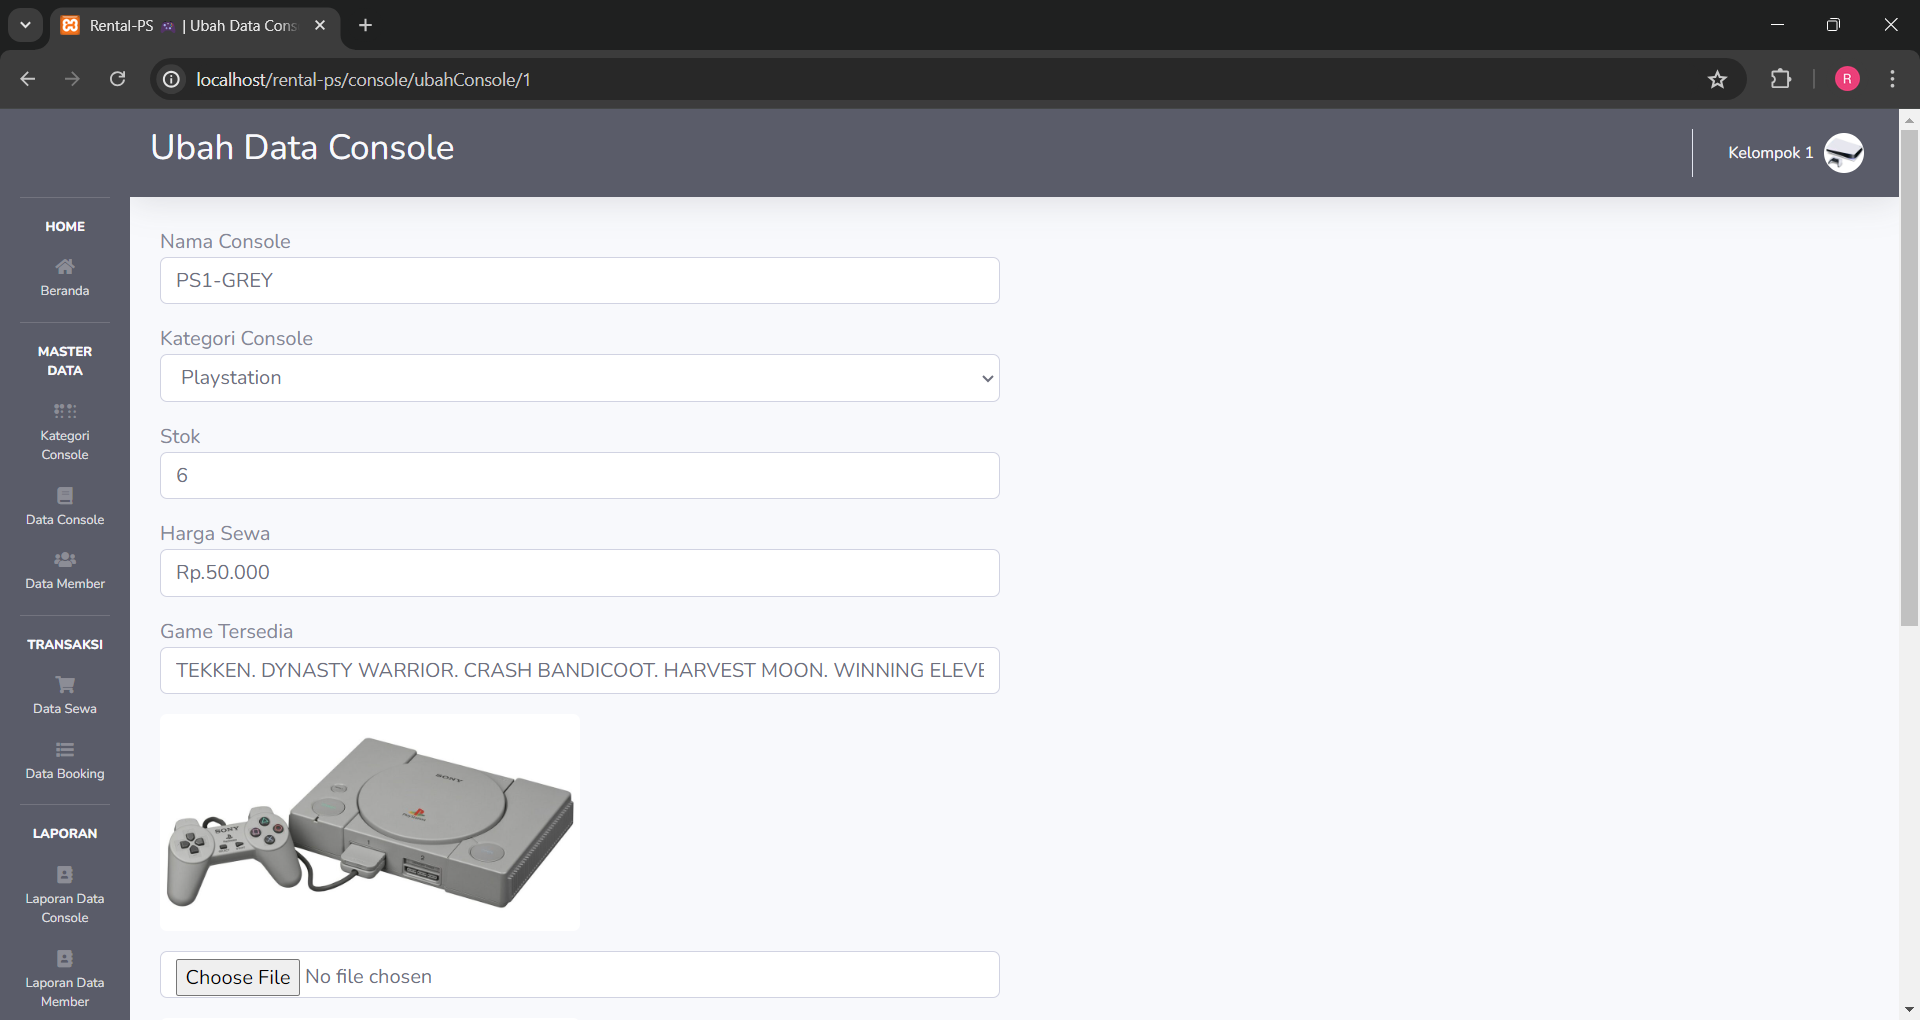 Rental-PS | Ubah Data Cons
localhost/rental-ps/console/ubahConsole/1
R
Ubah Data Console
Kelompok 1
HOME
Beranda
MASTER
DATA
Kategori
Console
Data Console
Data Member
TRANSAKSI
Data Sewa
Data Booking
LAPORAN
Laporan Data
Console
Laporan Data
Member
Nama Console
PS1-GREY
Kategori Console
Playstation
Stok
6
Harga Sewa
Rp.50.000
Game Tersedia
TEKKEN. DYNASTY WARRIOR. CRASH BANDICOOT. HARVEST MOON. WINNING ELEVE
SONY
PlayStation
SONY
1
2
Choose File No file chosen